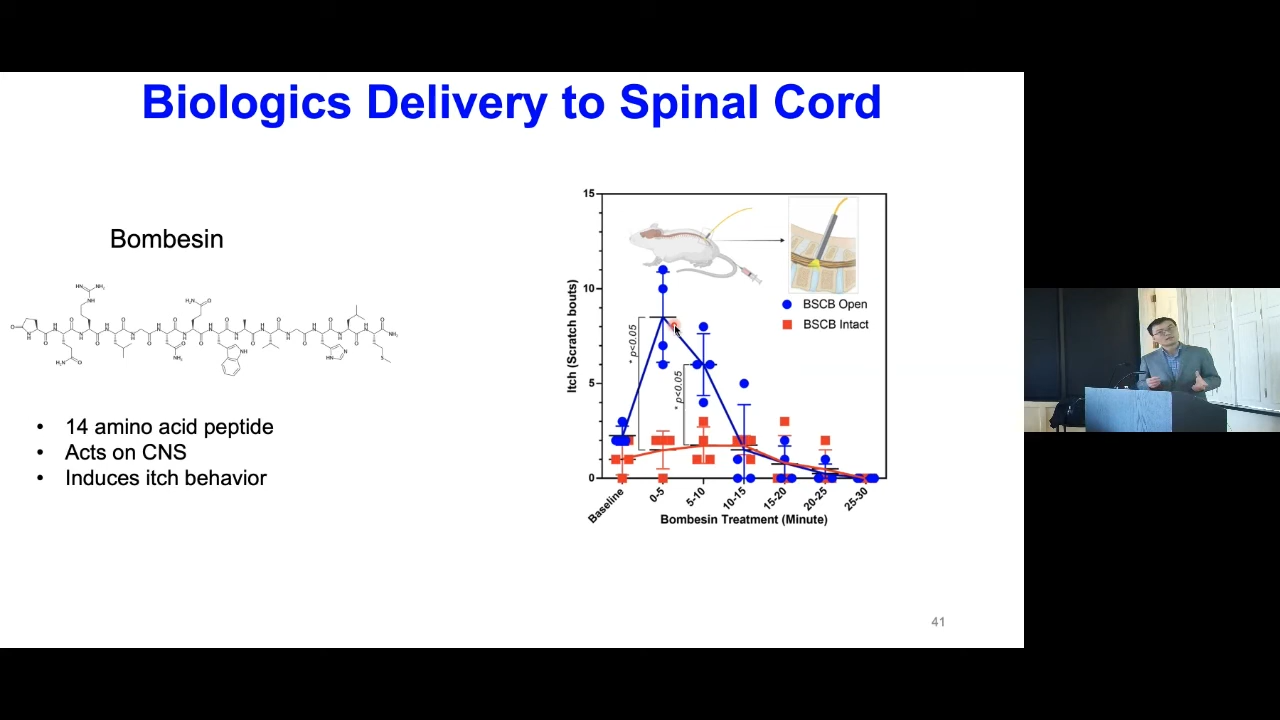 Biologics Delivery to Spinal Cord
Bombesin
• 14 amino acid peptide
• Acts on CNS
• Induces itch behavior
Itch (Scratch bouts)
15
10
5
0
* p<0.05
* p<0.05
BSCB Open
BSCB Intact
Baseline
0-5
5-10
10-15
15-20
20-25
25-30
Bombesin Treatment (Minute)
41